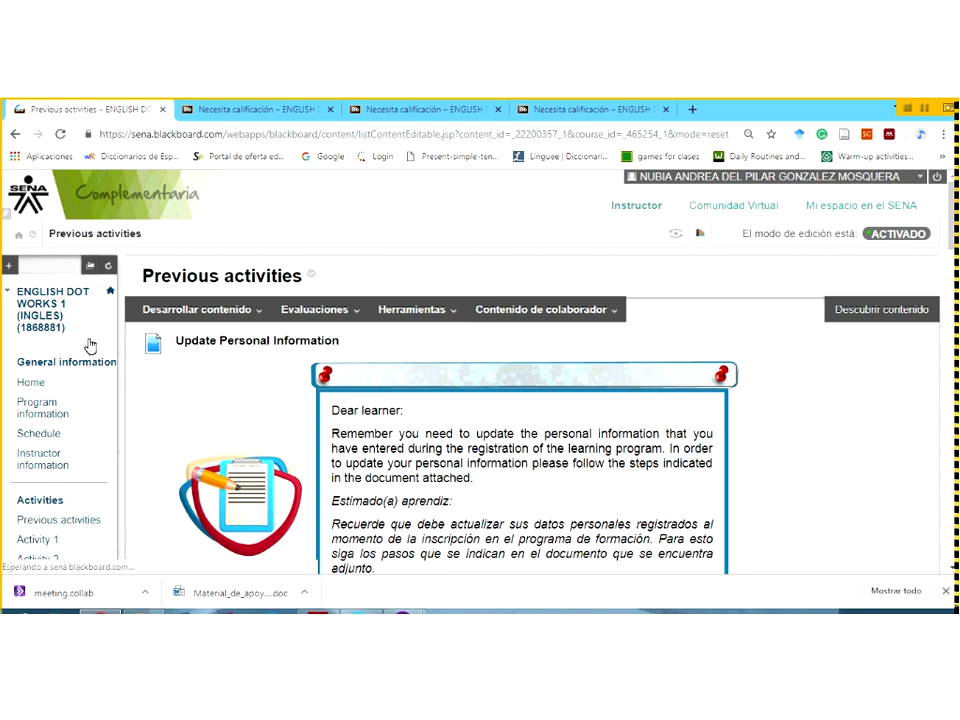 Previous activities – ENGLISH DO
Necesita calificación – ENGLISH
Necesita calificación – ENGLISH
Necesita calificación – ENGLISH
https://sena.blackboard.com/webapps/blackboard/content/listContentEditable.jsp?content_id=_22200357_1&course_id=_465254_1&mode=reset
Aplicaciones
Diccionarios de Esp...
Portal de oferta ed...
Google
Login
Present-simple-ten...
Linguee | Diccionari...
games for clases
Daily Routines and...
Warm-up activities...
»
SENA
Complementaria
NUBIA ANDREA DEL PILAR GONZALEZ MOSQUERA
Instructor
Comunidad Virtual
Mi espacio en el SENA
Previous activities
El modo de edición está:
ACTIVADO
Previous activities
ENGLISH DOT
WORKS 1
(INGLES)
(1868881)
General information
Home
Program
information
Schedule
Instructor
information
Activities
Previous activities
Activity 1
Activity 2
Desarrollar contenido
Evaluaciones
Herramientas
Contenido de colaborador
Descubrir contenido
Update Personal Information
Dear learner:
Remember you need to update the personal information that you
have entered during the registration of the learning program. In order
to update your personal information please follow the steps indicated
in the document attached.
Estimado(a) aprendiz:
Recuerde que debe actualizar sus datos personales registrados al
momento de la inscripción en el programa de formación. Para esto
siga los pasos que se indican en el documento que se encuentra
adjunto.
Esperando a sena.blackboard.com...
meeting.collab
Material_de_apoy....doc
Mostrar todo